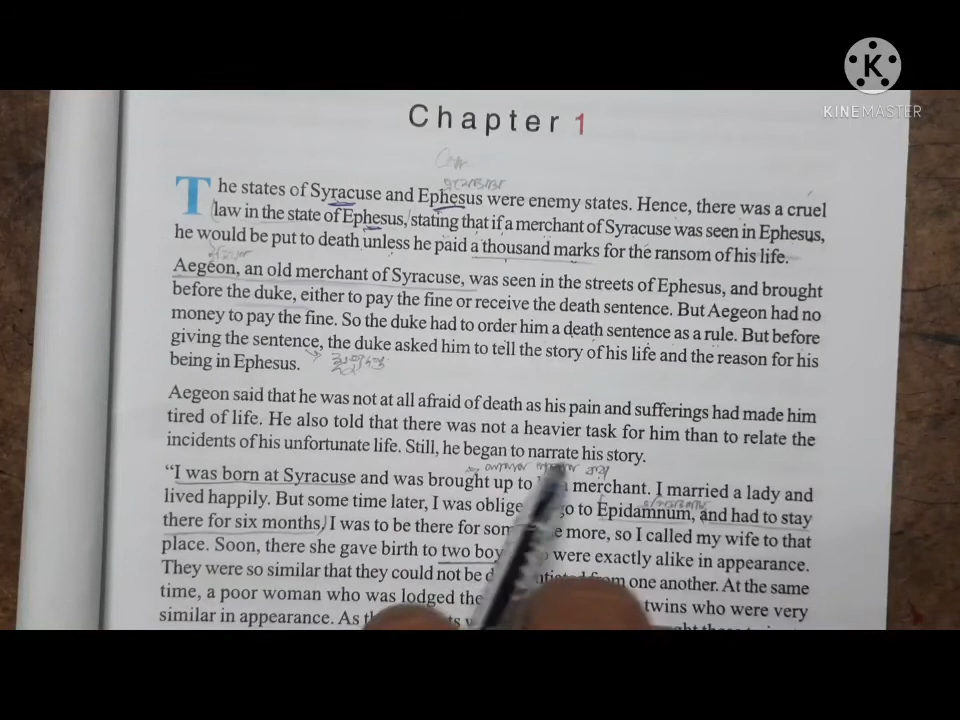 K
KINEMASTER
Chapter 1
The states of Syracuse and Ephesus were enemy states. Hence, there was a cruel
law in the state of Ephesus, stating that if a merchant of Syracuse was seen in Ephesus,
he would be put to death unless he paid a thousand marks for the ransom of his life.
Aegeon, an old merchant of Syracuse, was seen in the streets of Ephesus, and brought
before the duke, either to pay the fine or receive the death sentence. But Aegeon had no
money to pay the fine. So the duke had to order him a death sentence as a rule. But before
giving the sentence, the duke asked him to tell the story of his life and the reason for his
being in Ephesus.
Aegeon said that he was not at all afraid of death as his pain and sufferings had made him
tired of life. He also told that there was not a heavier task for him than to relate the
incidents of his unfortunate life. Still, he began to narrate his story.
“I was born at Syracuse and was brought up to merchant. I married a lady and
lived happily. But some time later, I was go to Epidamnum, and had to stay
there for six months, I was to be there for more, so I called my wife to that
place. Soon, there she gave birth to two were exactly alike in appearance.
They were so similar that they could not be from one another. At the same
time, a poor woman who was lodged twins who were very
similar in appearance. As